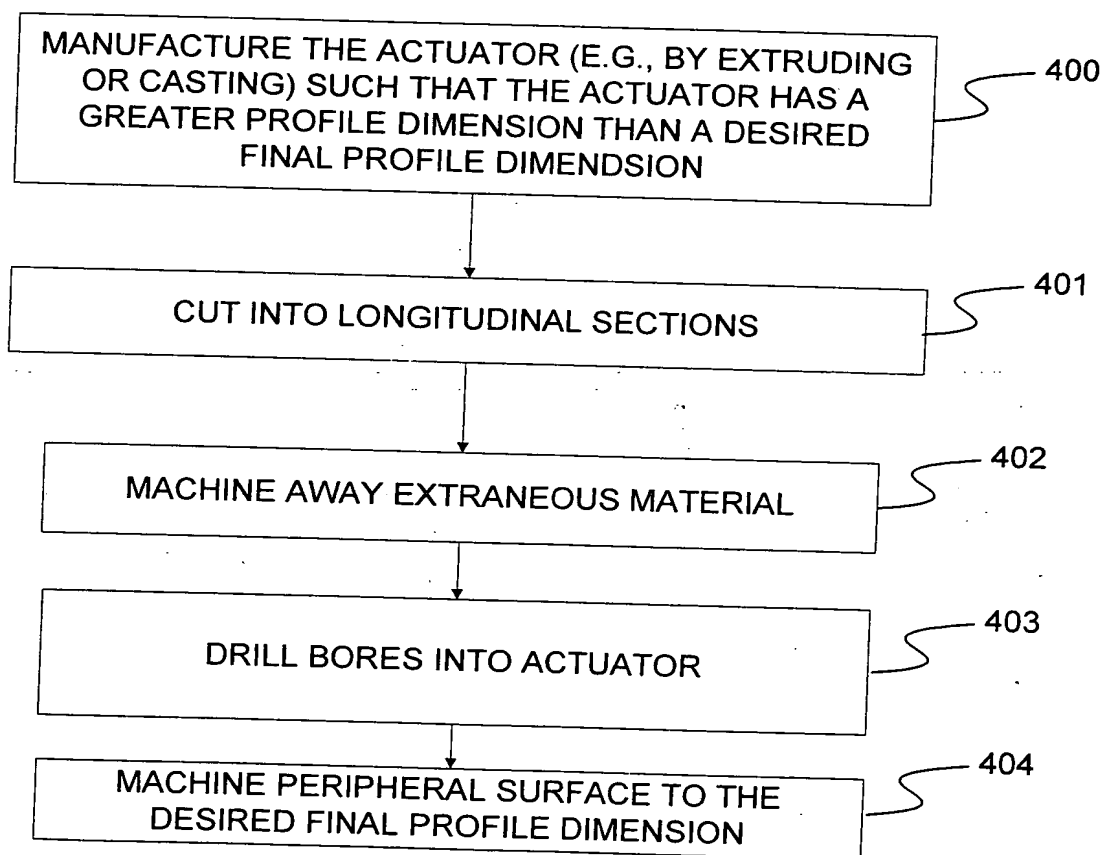 MANUFACTURE THE ACTUATOR (E.G., BY EXTRUDING
OR CASTING) SUCH THAT THE ACTUATOR HAS A
GREATER PROFILE DIMENSION THAN A DESIRED
FINAL PROFILE DIMENDSION
400
CUT INTO LONGITUDINAL SECTIONS
401
MACHINE AWAY EXTRANEOUS MATERIAL
402
DRILL BORES INTO ACTUATOR
403
MACHINE PERIPHERAL SURFACE TO THE
DESIRED FINAL PROFILE DIMENSION
404